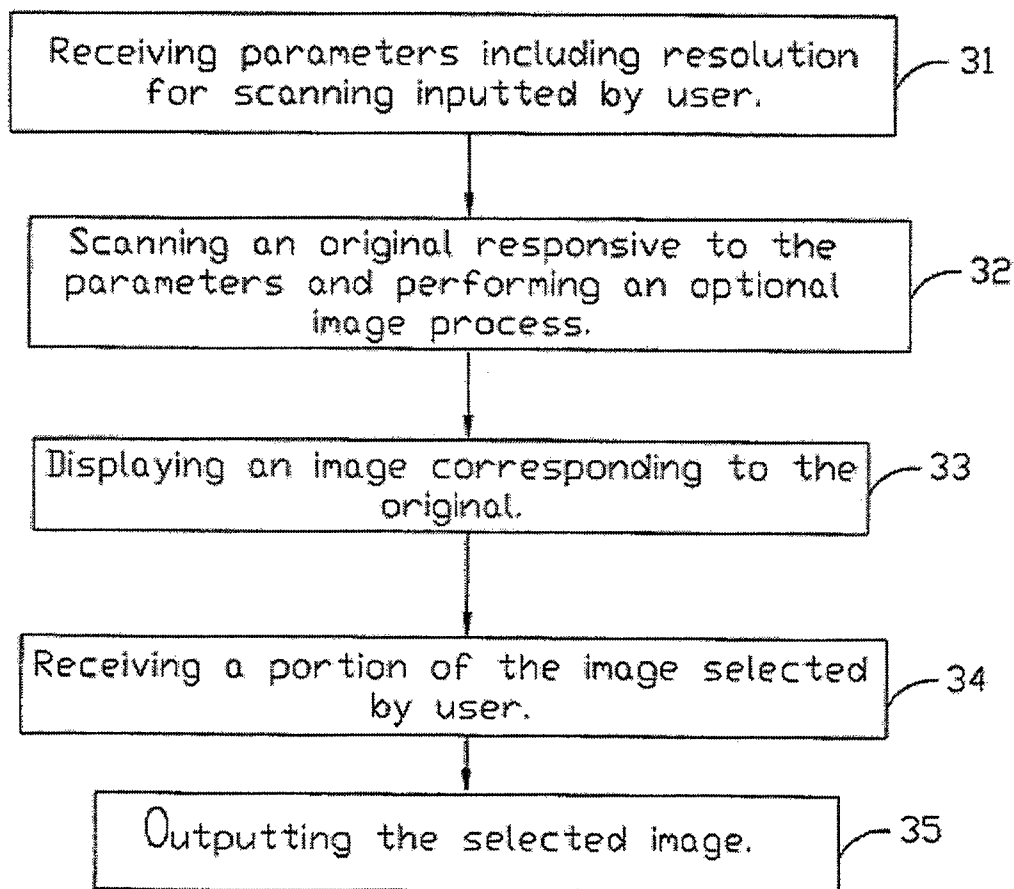 Receiving parameters including resolution
for scanning inputted by user.
31
Scanning an original responsive to the
parameters and performing an optional
image process.
32
Displaying an image corresponding to the
original.
33
Receiving a portion of the image selected
by user.
34
Outputting the selected image.
35